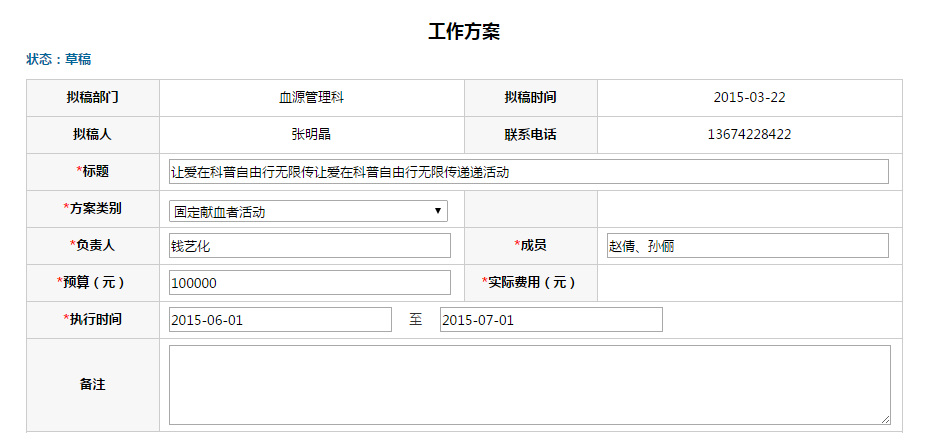 工作方案
状态：草稿
拟稿部门 血源管理科 拟稿时间 2015-03-22
拟稿人 张明晶 联系电话 13674228422
*标题 让爱在科普自由行无限传让爱在科普自由行无限传递递活动
*方案类别 固定献血者活动
*负责人 钱艺化 *成员 赵倩、孙俪
*预算（元） 100000 *实际费用（元）
*执行时间 2015-06-01 至 2015-07-01
备注